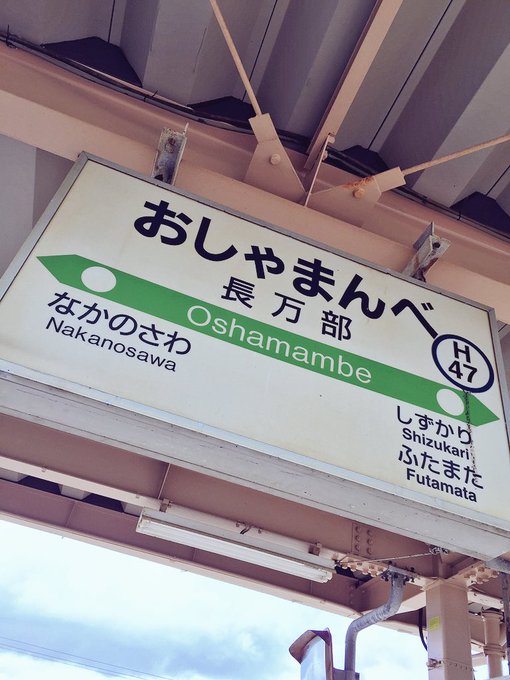 おしゃまんべ
長万部
H
47
Oshamambe
なかのさわ
Nakanosawa
しずかり
Shizukari
ふたまた
Futamata